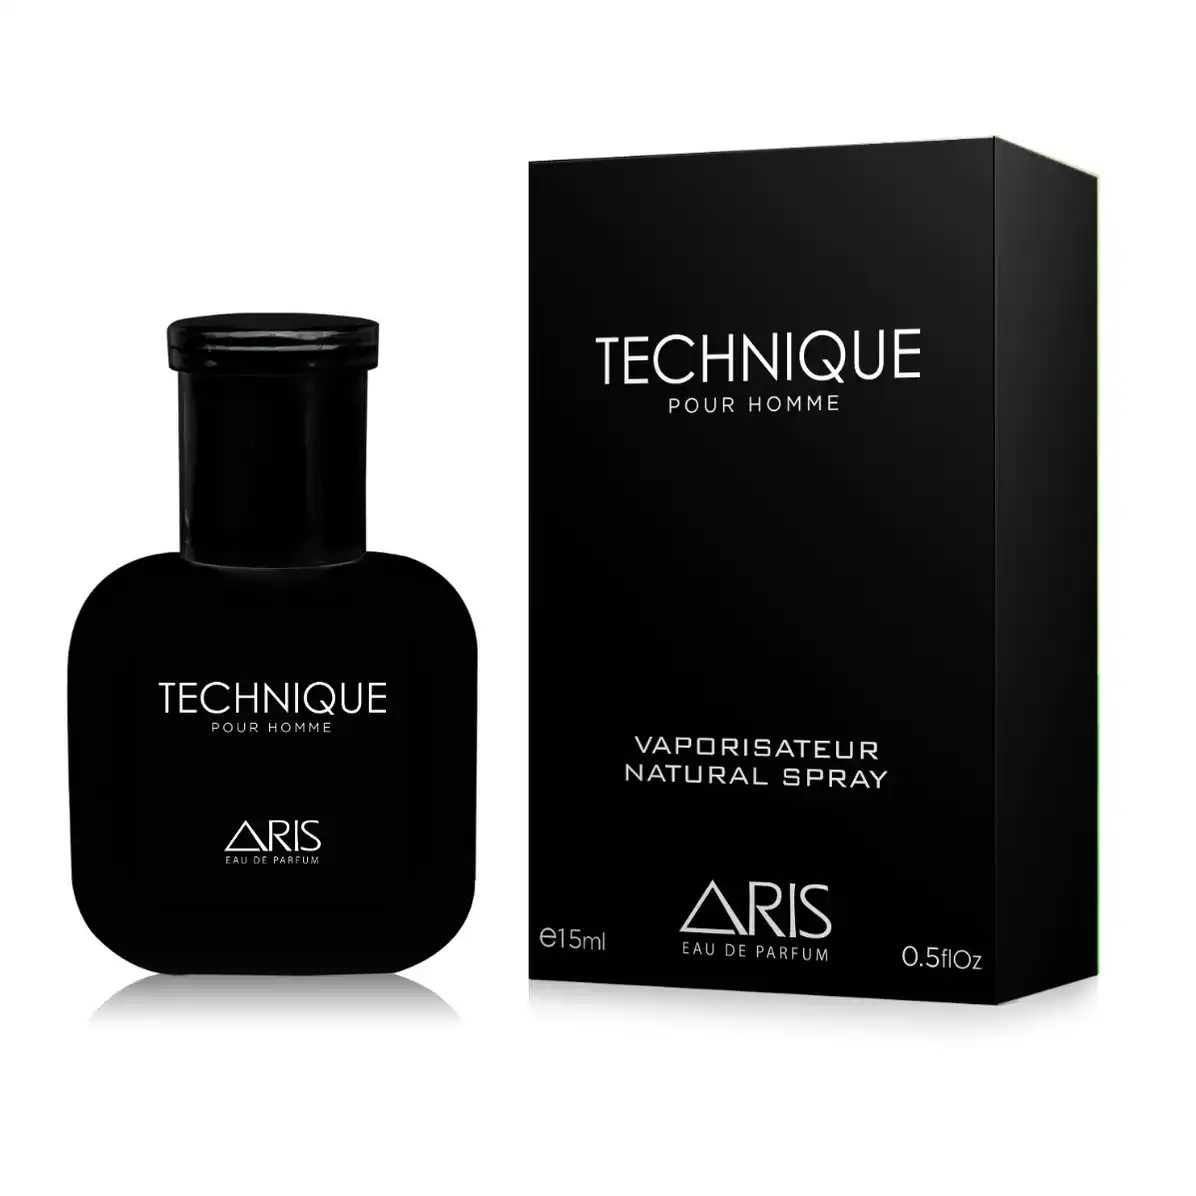 TECHNIQUE
POUR HOMME
ARIS
EAU DE PARFUM
TECHNIQUE
POUR HOMME
VAPORISATEUR
NATURAL SPRAY
ARIS
EAU DE PARFUM
e15ml
0.5flOz